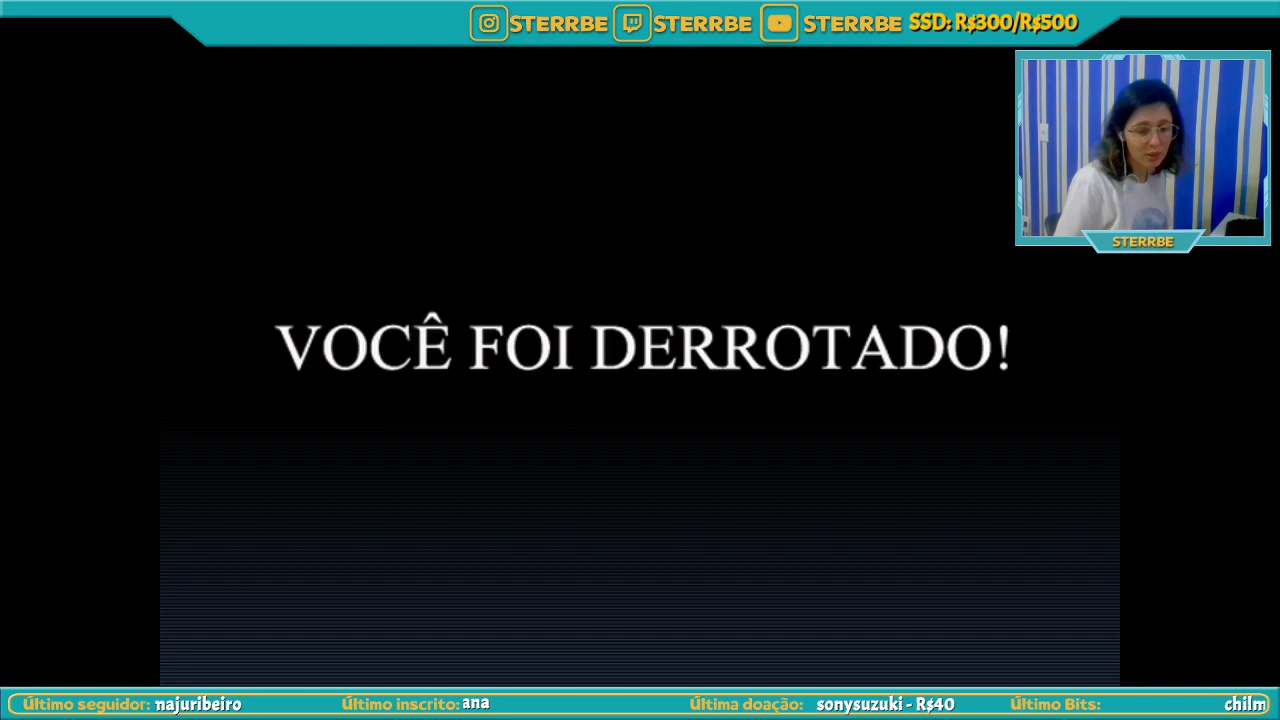 STERRBE STERRBE STERRBE SSD: R$300/R$500
STERRBE
VOCÊ FOI DERROTADO!
Último seguidor: najuribeiro Último inscrito: ana Última doação: sonysuzuki - R$40 Último Bits: chilm